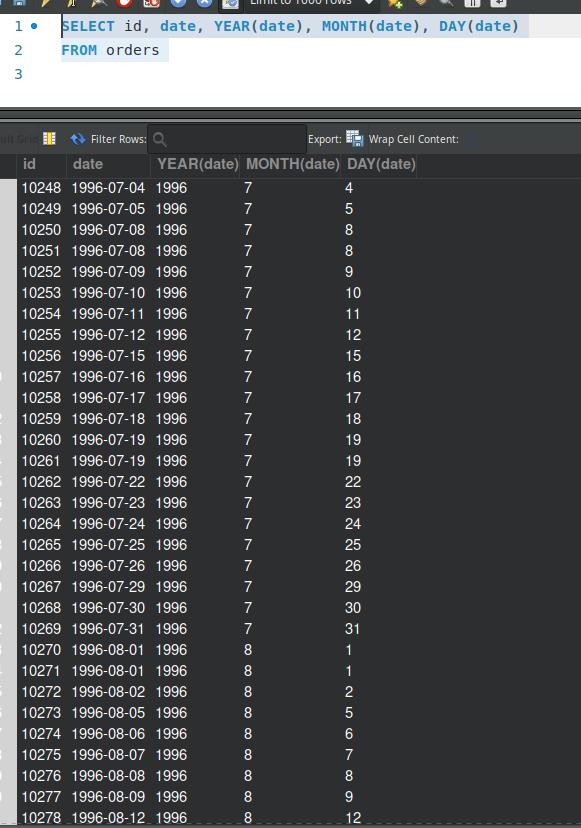 Limit to 1000 rows
1 SELECT id, date, YEAR(date), MONTH(date), DAY(date)
2 FROM orders
3
Filter Rows: Export: Wrap Cell Content:
id date YEAR(date) MONTH(date) DAY(date)
10248 1996-07-04 1996 7 4
10249 1996-07-05 1996 7 5
10250 1996-07-08 1996 7 8
10251 1996-07-08 1996 7 8
10252 1996-07-09 1996 7 9
10253 1996-07-10 1996 7 10
10254 1996-07-11 1996 7 11
10255 1996-07-12 1996 7 12
10256 1996-07-15 1996 7 15
10257 1996-07-16 1996 7 16
10258 1996-07-17 1996 7 17
10259 1996-07-18 1996 7 18
10260 1996-07-19 1996 7 19
10261 1996-07-19 1996 7 19
10262 1996-07-22 1996 7 22
10263 1996-07-23 1996 7 23
10264 1996-07-24 1996 7 24
10265 1996-07-25 1996 7 25
10266 1996-07-26 1996 7 26
10267 1996-07-29 1996 7 29
10268 1996-07-30 1996 7 30
10269 1996-07-31 1996 7 31
10270 1996-08-01 1996 8 1
10271 1996-08-01 1996 8 1
10272 1996-08-02 1996 8 2
10273 1996-08-05 1996 8 5
10274 1996-08-06 1996 8 6
10275 1996-08-07 1996 8 7
10276 1996-08-08 1996 8 8
10277 1996-08-09 1996 8 9
10278 1996-08-12 1996 8 12